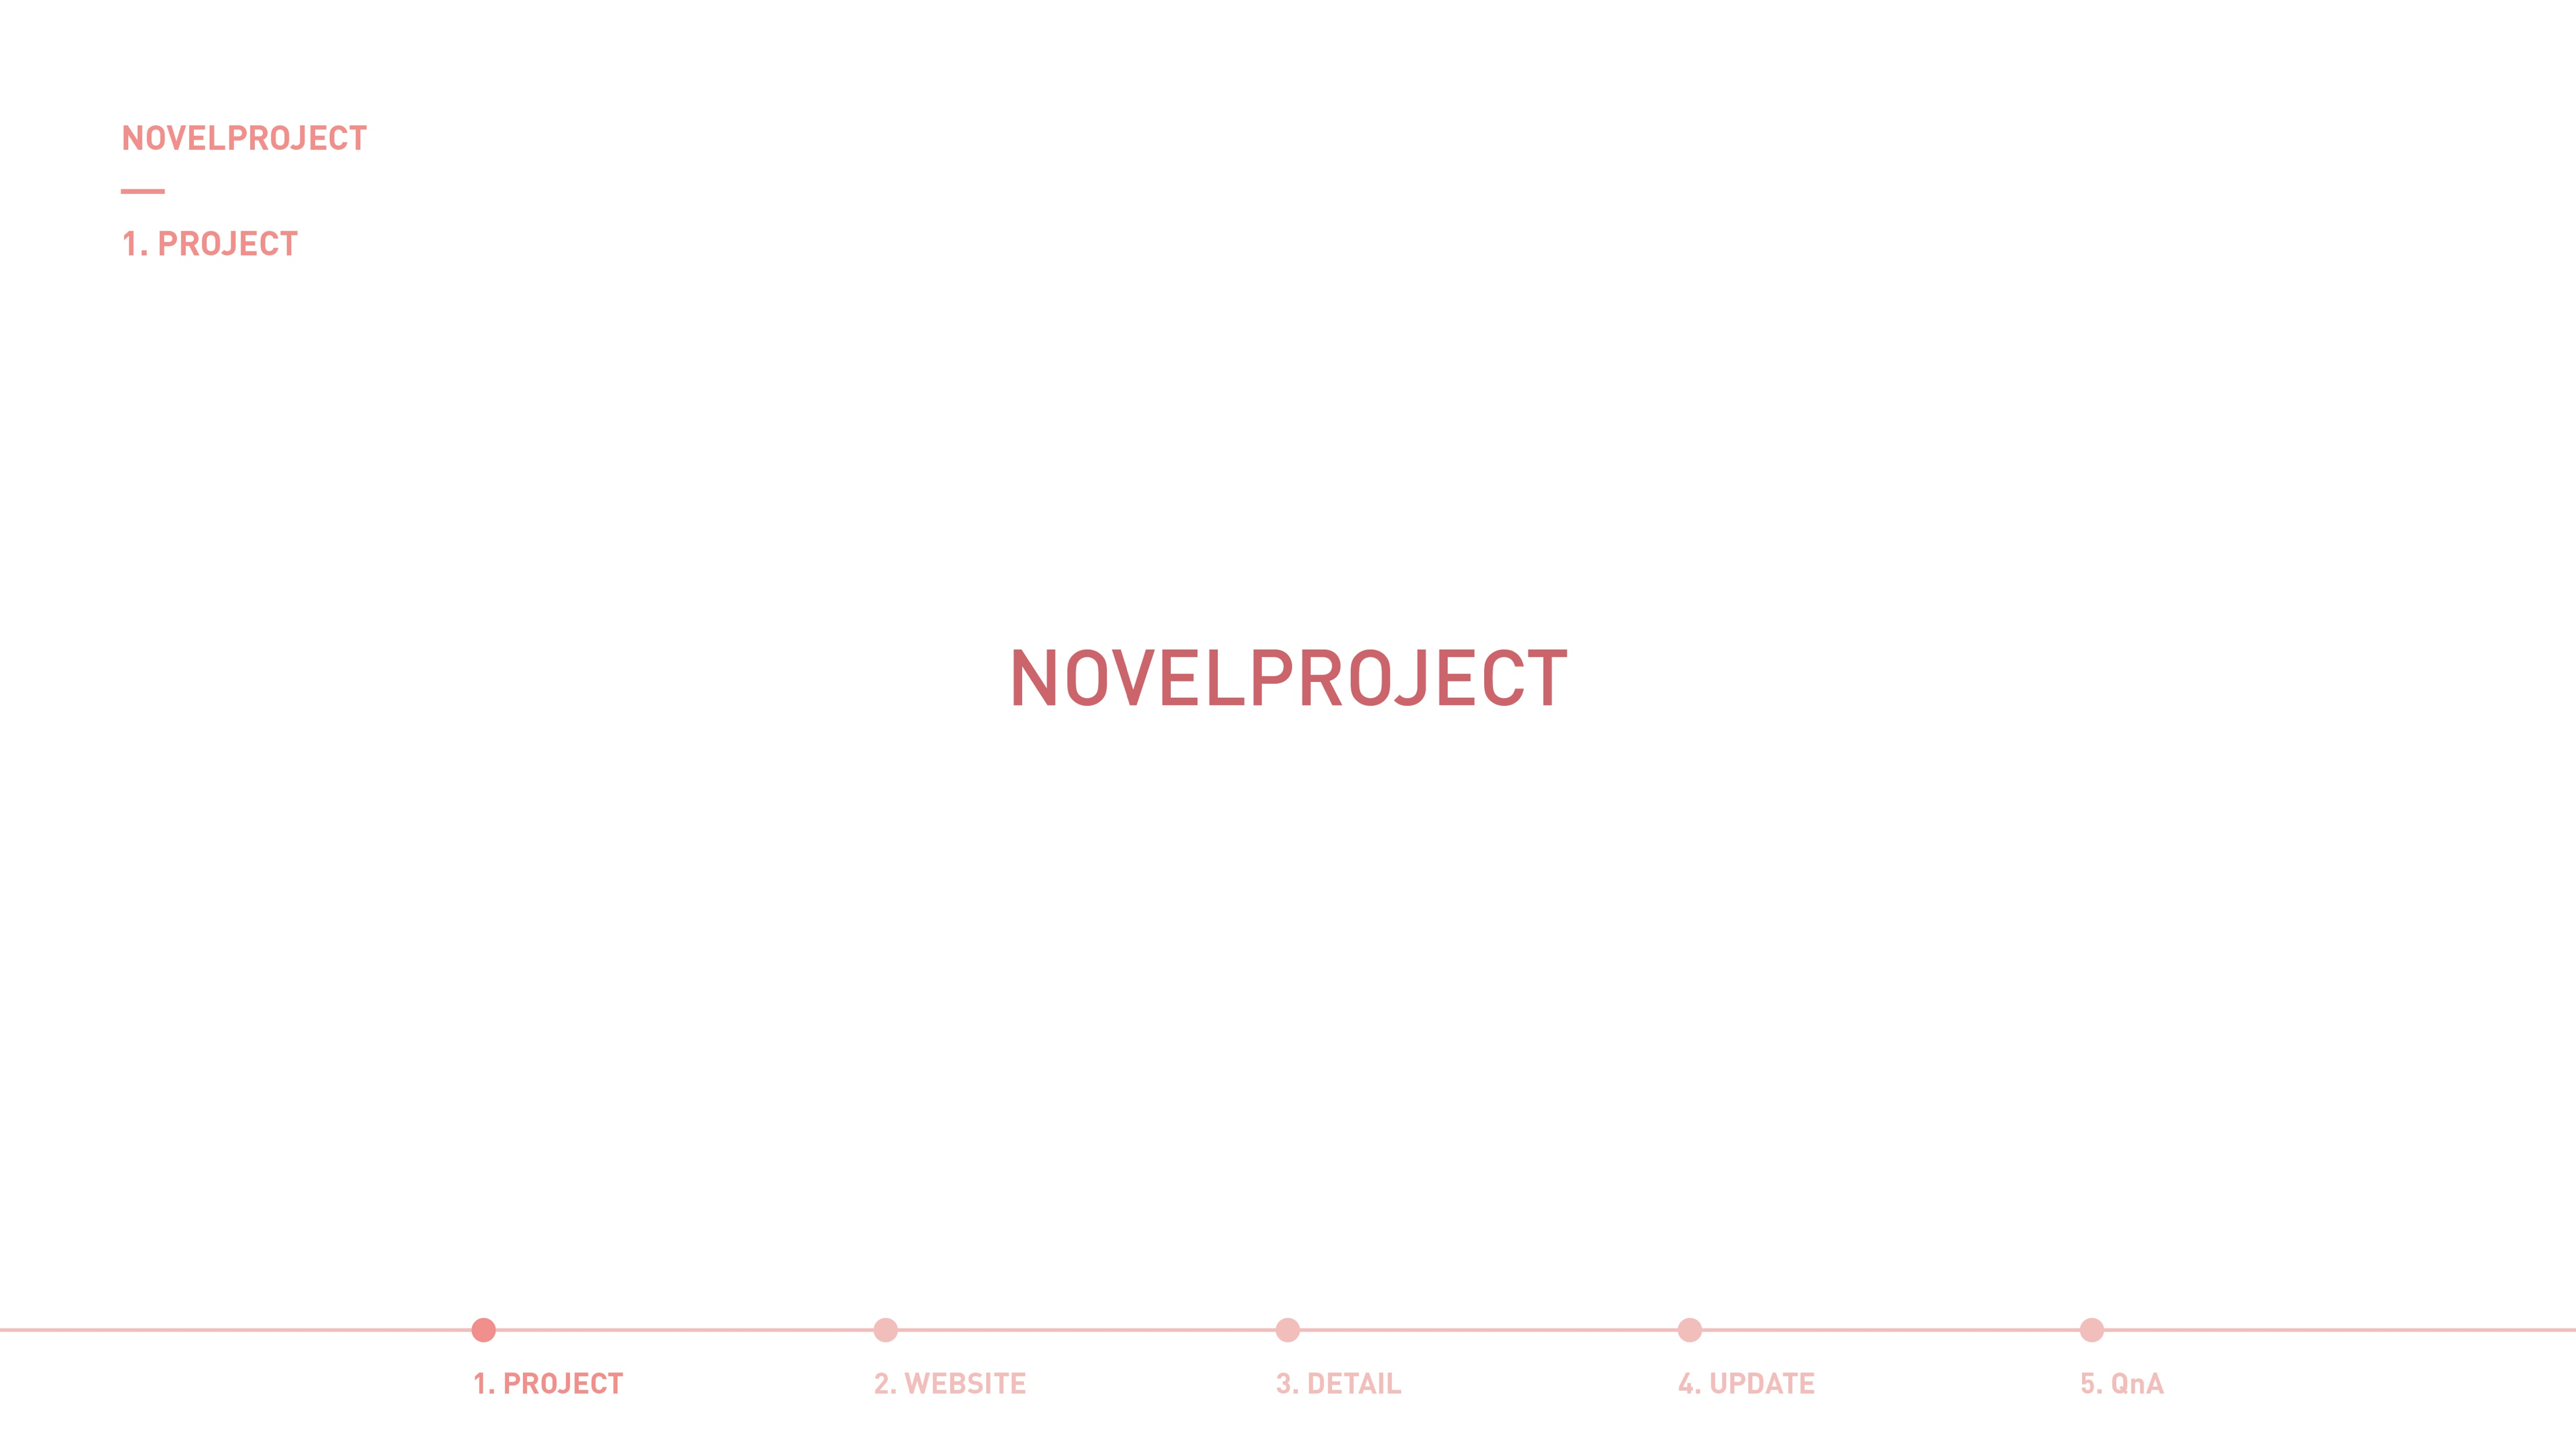 NOVELPROJECT
1. PROJECT
NOVELPROJECT
1. PROJECT
2. WEBSITE
3. DETAIL
4. UPDATE
5. QnA